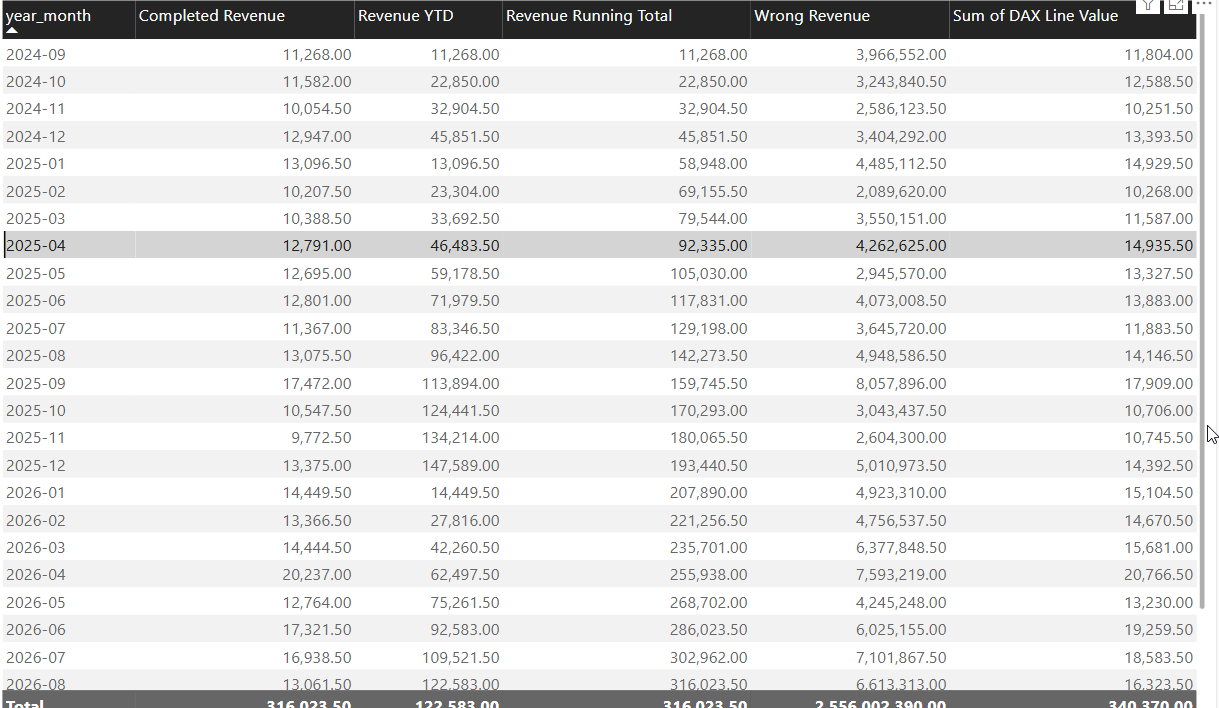 year_month Completed Revenue Revenue YTD Revenue Running Total Wrong Revenue Sum of DAX Line Value
2024-09 11,268.00 11,268.00 11,268.00 3,966,552.00 11,804.00
2024-10 11,582.00 22,850.00 22,850.00 3,243,840.50 12,588.50
2024-11 10,054.50 32,904.50 32,904.50 2,586,123.50 10,251.50
2024-12 12,947.00 45,851.50 45,851.50 3,404,292.00 13,393.50
2025-01 13,096.50 13,096.50 58,948.00 4,485,112.50 14,929.50
2025-02 10,207.50 23,304.00 69,155.50 2,089,620.00 10,268.00
2025-03 10,388.50 33,692.50 79,544.00 3,550,151.00 11,587.00
2025-04 12,791.00 46,483.50 92,335.00 4,262,625.00 14,935.50
2025-05 12,695.00 59,178.50 105,030.00 2,945,570.00 13,327.50
2025-06 12,801.00 71,979.50 117,831.00 4,073,008.50 13,883.00
2025-07 11,367.00 83,346.50 129,198.00 3,645,720.00 11,883.50
2025-08 13,075.50 96,422.00 142,273.50 4,948,586.50 14,146.50
2025-09 17,472.00 113,894.00 159,745.50 8,057,896.00 17,909.00
2025-10 10,547.50 124,441.50 170,293.00 3,043,437.50 10,706.00
2025-11 9,772.50 134,214.00 180,065.50 2,604,300.00 10,745.50
2025-12 13,375.00 147,589.00 193,440.50 5,010,973.50 14,392.50
2026-01 14,449.50 14,449.50 207,890.00 4,923,310.00 15,104.50
2026-02 13,366.50 27,816.00 221,256.50 4,756,537.50 14,670.50
2026-03 14,444.50 42,260.50 235,701.00 6,377,848.50 15,681.00
2026-04 20,237.00 62,497.50 255,938.00 7,593,219.00 20,766.50
2026-05 12,764.00 75,261.50 268,702.00 4,245,248.00 13,230.00
2026-06 17,321.50 92,583.00 286,023.50 6,025,155.00 19,259.50
2026-07 16,938.50 109,521.50 302,962.00 7,101,867.50 18,583.50
2026-08 13,061.50 122,583.00 316,023.50 6,613,313.00 16,323.50
Total 316,023.50 122,583.00 316,023.50 2,556,002,390.00 340,370.00